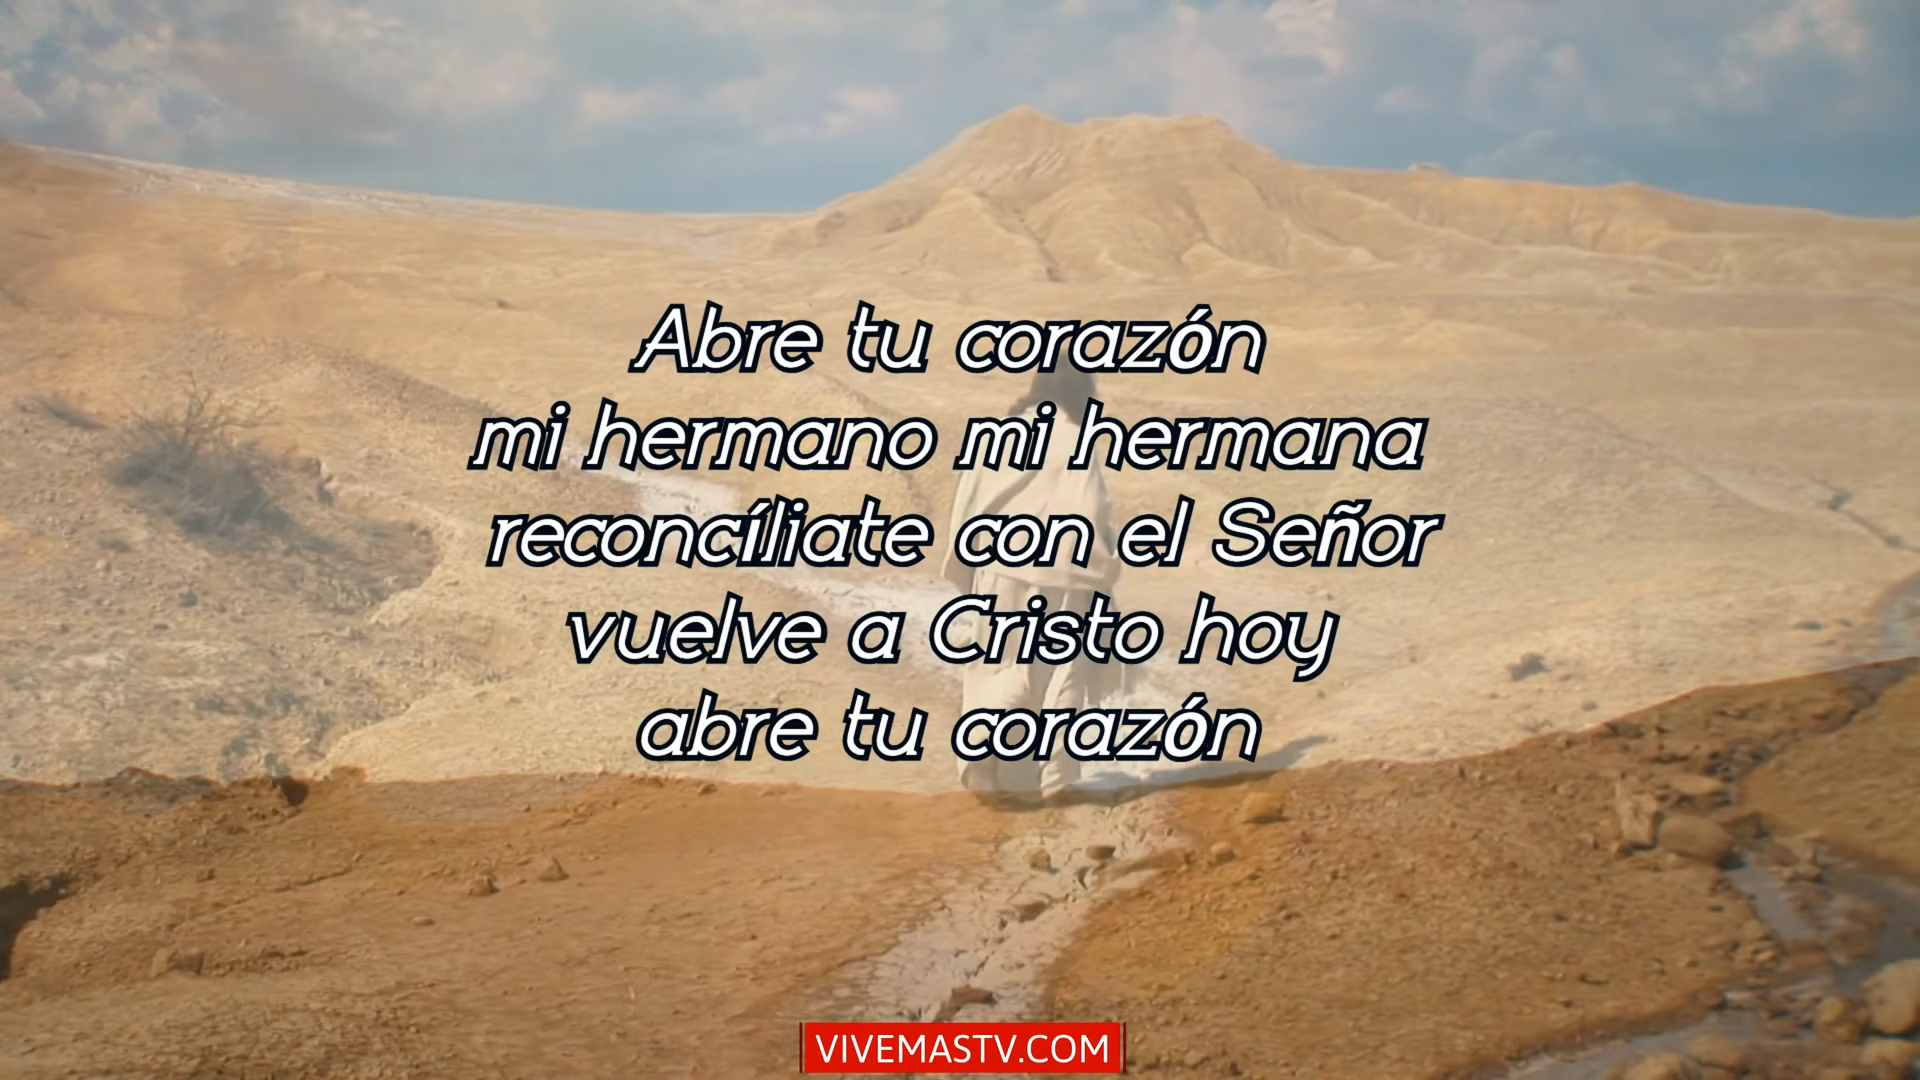 Abre tu corazón
mi hermano mi hermana
reconcíliate con el Señor
vuelve a Cristo hoy
abre tu corazón
VIVEMASTV.COM